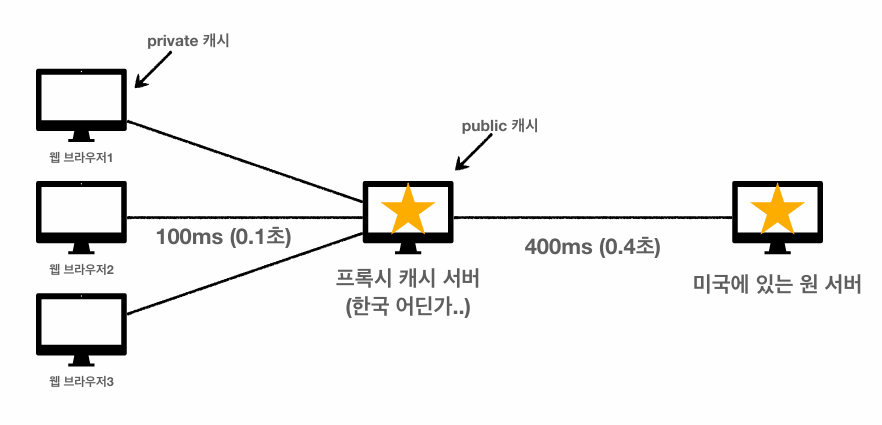 private 캐시
public 캐시
웹 브라우저1
웹 브라우저2
웹 브라우저3
100ms (0.1초)
프록시 캐시 서버
(한국 어딘가..)
400ms (0.4초)
미국에 있는 원 서버